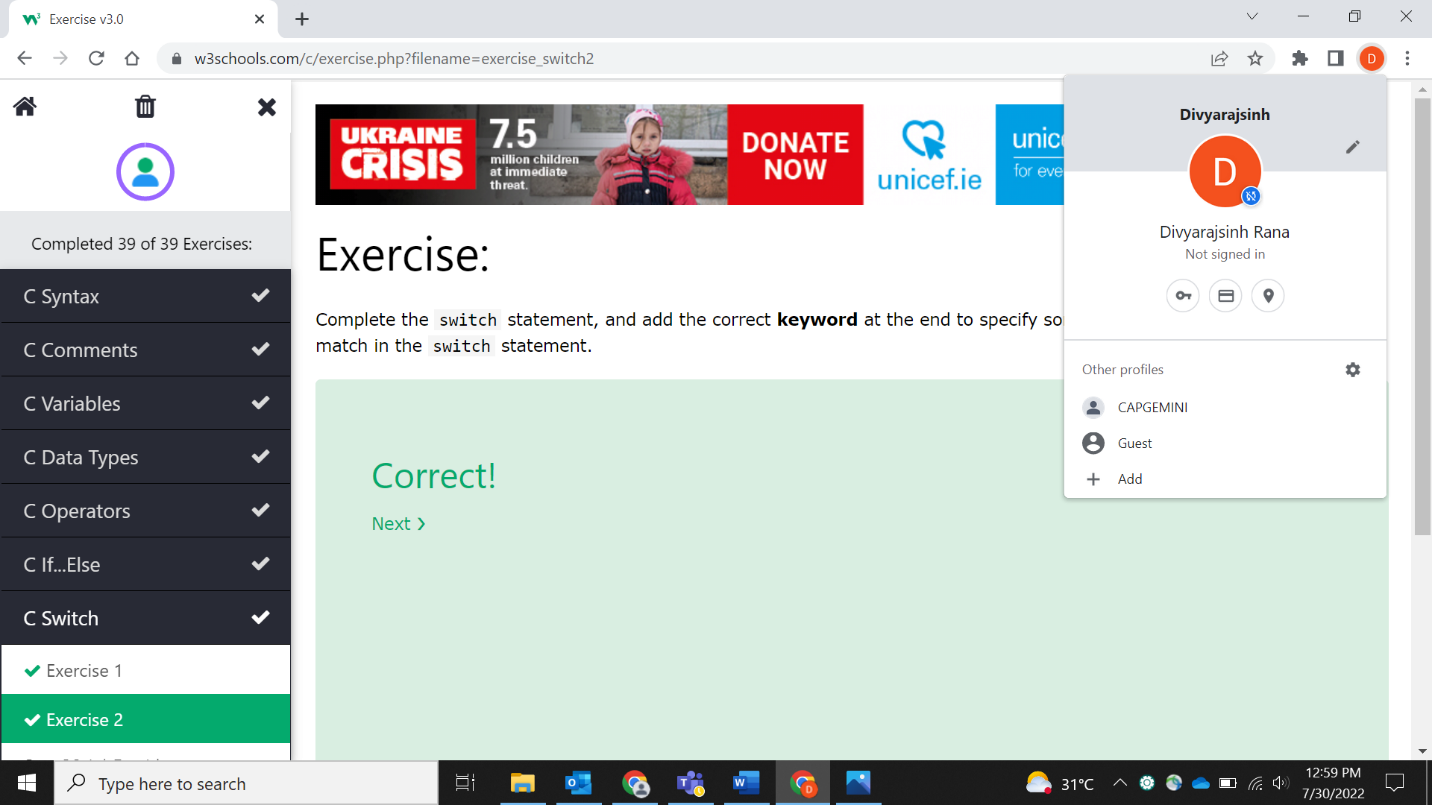 Exercise v3.0
w3schools.com/c/exercise.php?filename=exercise_switch2
D
Completed 39 of 39 Exercises:
C Syntax
C Comments
C Variables
C Data Types
C Operators
C If...Else
C Switch
Exercise 1
Exercise 2
UKRAINE
CRISIS
7.5
million children
at immediate
threat.
DONATE
NOW
unicef.ie
unic
for eve
Exercise:
Complete the switch statement, and add the correct keyword at the end to specify so
match in the switch statement.
Correct!
Next ❯
Divyarajsinh
D
Divyarajsinh Rana
Not signed in
Other profiles
CAPGEMINI
Guest
Add
Type here to search
31°C
12:59 PM
7/30/2022